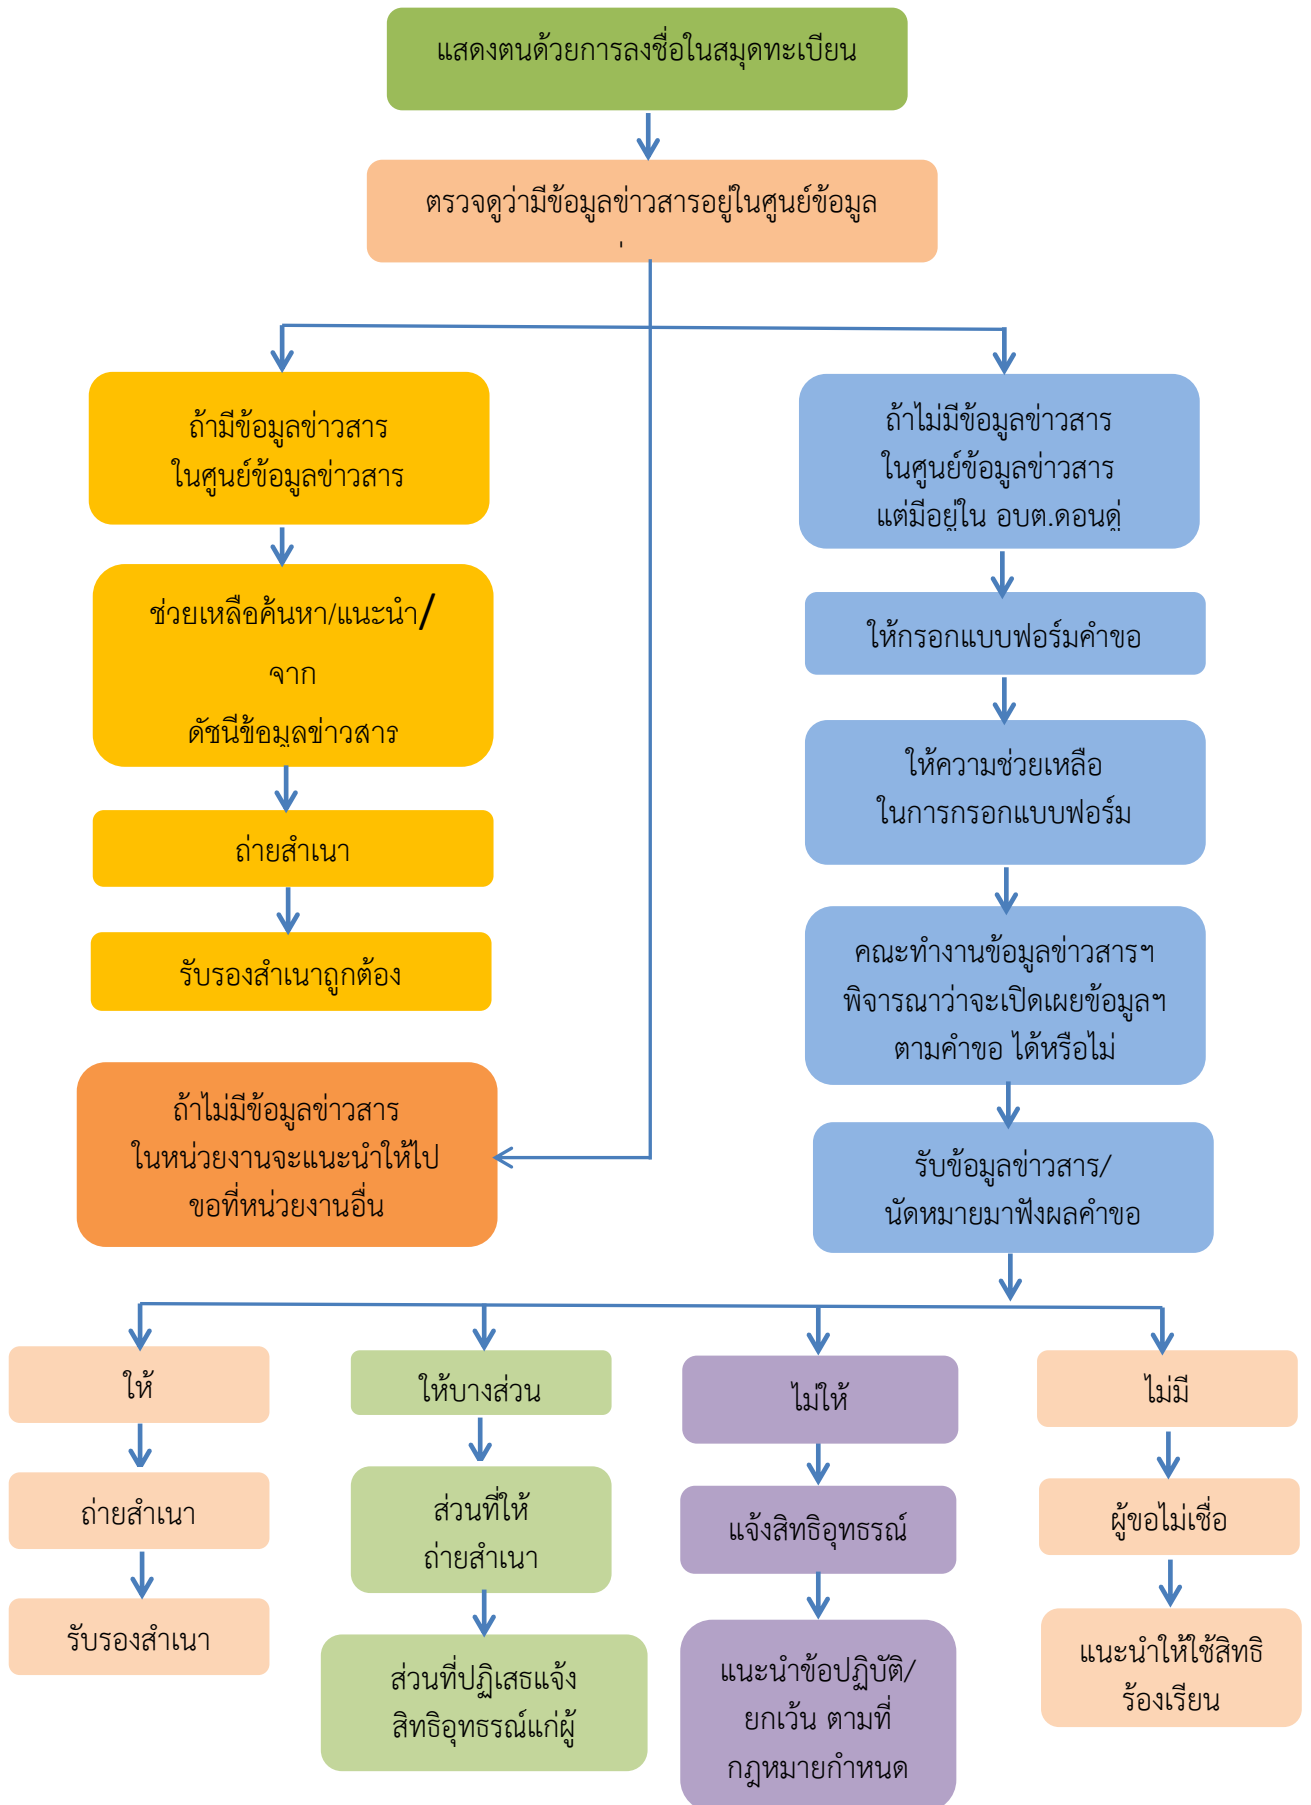 แสดงตนด้วยการลงชื่อในสมุดทะเบียน
ตรวจดูว่ามีข้อมูลข่าวสารอยู่ในศูนย์ข้อมูล
ถ้ามีข้อมูลข่าวสาร
ในศูนย์ข้อมูลข่าวสาร
ช่วยเหลือค้นหา/แนะนำ/
จาก
ดัชนีข้อมูลข่าวสาร
ถ่ายสำเนา
รับรองสำเนาถูกต้อง
ถ้าไม่มีข้อมูลข่าวสาร
ในหน่วยงานจะแนะนำให้ไป
ขอที่หน่วยงานอื่น
ถ้าไม่มีข้อมูลข่าวสาร
ในศูนย์ข้อมูลข่าวสาร
แต่มีอยู่ใน อบต.ดอนดู่
ให้กรอกแบบฟอร์มคำขอ
ให้ความช่วยเหลือ
ในการกรอกแบบฟอร์ม
คณะทำงานข้อมูลข่าวสารฯ
พิจารณาว่าจะเปิดเผยข้อมูลฯ
ตามคำขอ ได้หรือไม่
รับข้อมูลข่าวสาร/
นัดหมายมาฟังผลคำขอ
ให้
ถ่ายสำเนา
รับรองสำเนา
ให้บางส่วน
ส่วนที่ให้
ถ่ายสำเนา
ส่วนที่ปฏิเสธแจ้ง
สิทธิอุทธรณ์แก่ผู้
ไม่ให้
แจ้งสิทธิอุทธรณ์
แนะนำข้อปฏิบัติ/
ยกเว้น ตามที่
กฎหมายกำหนด
ไม่มี
ผู้ขอไม่เชื่อ
แนะนำให้ใช้สิทธิ
ร้องเรียน